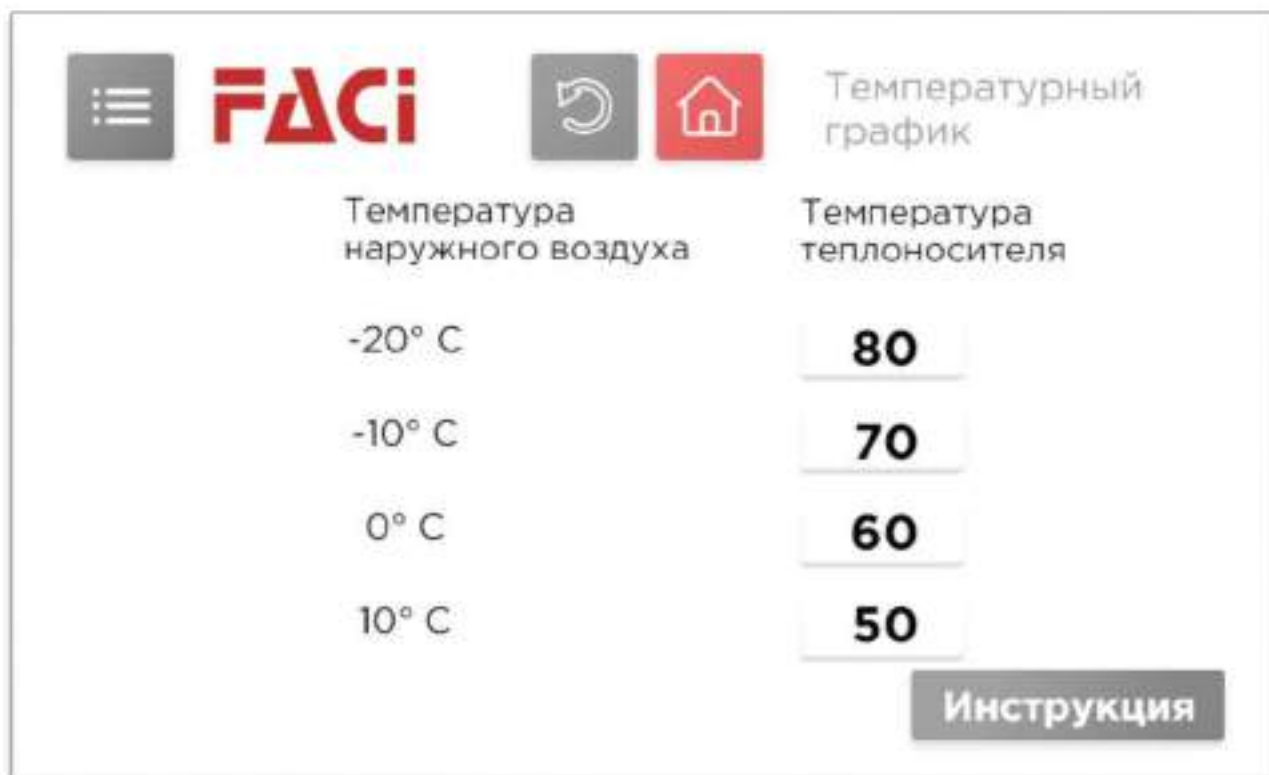 FACi
Температурный
график
Температура
наружного воздуха
Температура
теплоносителя
-20° C
80
-10° C
70
0° C
60
10° C
50
Инструкция